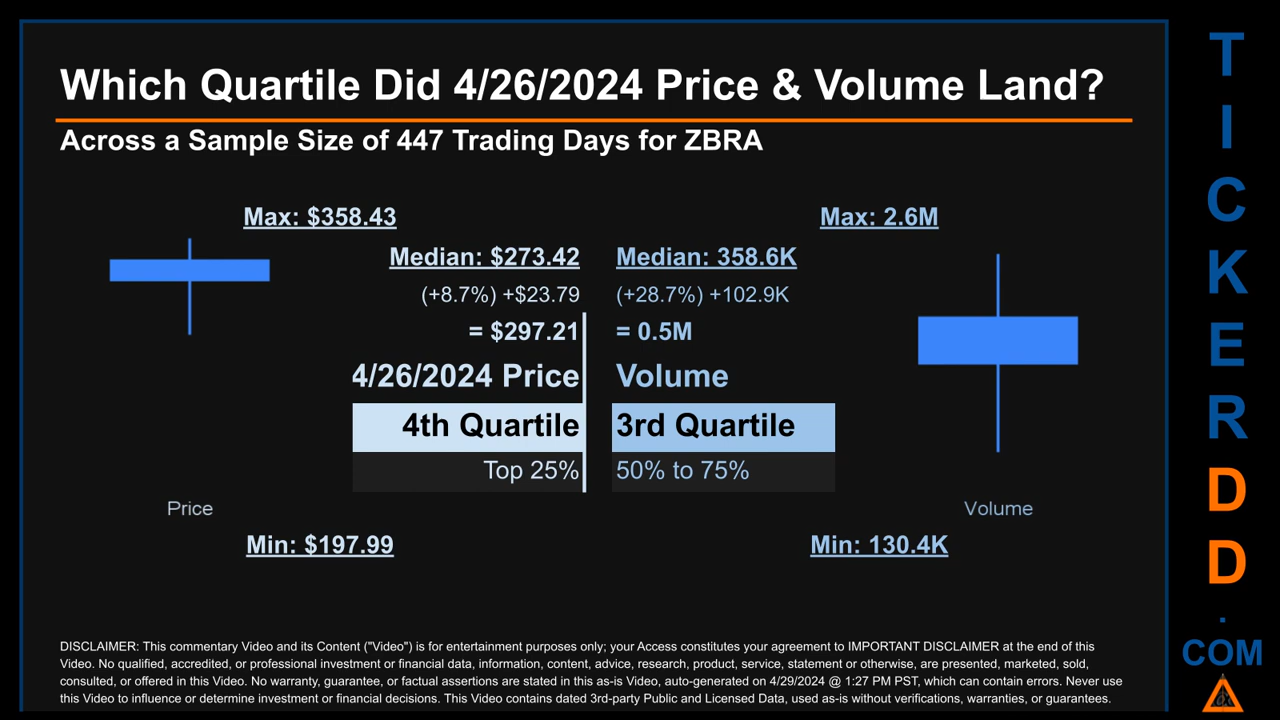 Which Quartile Did 4/26/2024 Price & Volume Land?
Across a Sample Size of 447 Trading Days for ZBRA
Max: $358.43
Median: $273.42
(+8.7%) +$23.79
= $297.21
4/26/2024 Price
4th Quartile
Top 25%
Price
Min: $197.99
Max: 2.6M
Median: 358.6K
(+28.7%) +102.9K
= 0.5M
Volume
3rd Quartile
50% to 75%
Volume
Min: 130.4K
DISCLAIMER: This commentary Video and its Content ("Video") is for entertainment purposes only; your Access constitutes your agreement to IMPORTANT DISCLAIMER at the end of this
Video. No qualified, accredited, or professional investment or financial data, information, content, advice, research, product, service, statement or otherwise, are presented, marketed, sold,
consulted, or offered in this Video. No warranty, guarantee, or factual assertions are stated in this as-is Video, auto-generated on 4/29/2024 @ 1:27 PM PST, which can contain errors. Never use
this Video to influence or determine investment or financial decisions. This Video contains dated 3rd-party Public and Licensed Data, used as-is without verifications, warranties, or guarantees.
T
I
C
K
E
R
D
D
.
COM